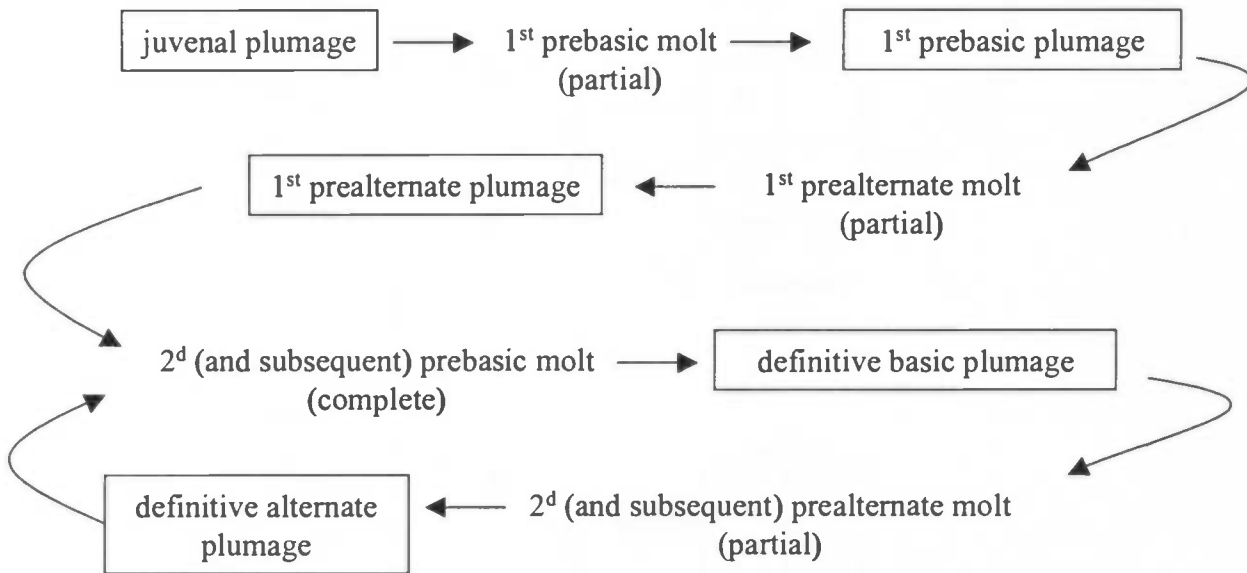 juvenal plumage
1st prebasic molt
(partial)
1st prebasic plumage
1st prealternate molt
(partial)
1st prealternate plumage
2d (and subsequent) prebasic molt
(complete)
definitive basic plumage
2d (and subsequent) prealternate molt
(partial)
definitive alternate
plumage